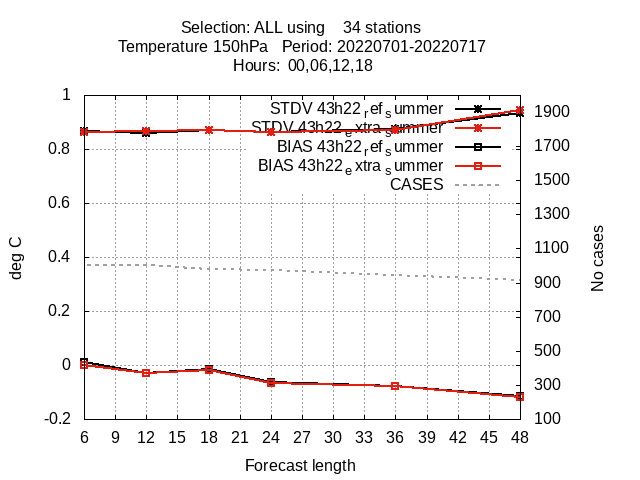 Selection: ALL using    34 stations
Temperature 150hPa   Period: 20220701-20220717
Hours:  00,06,12,18
STDV 43h22_ref_summer
STDV 43h22_extra_summer
BIAS 43h22_ref_summer
BIAS 43h22_extra_summer
CASES
deg C
1
0.8
0.6
0.4
0.2
0
-0.2
1900
1700
1500
1300
1100
900
700
500
300
100
No cases
6 9 12 15 18 21 24 27 30 33 36 39 42 45 48
Forecast length